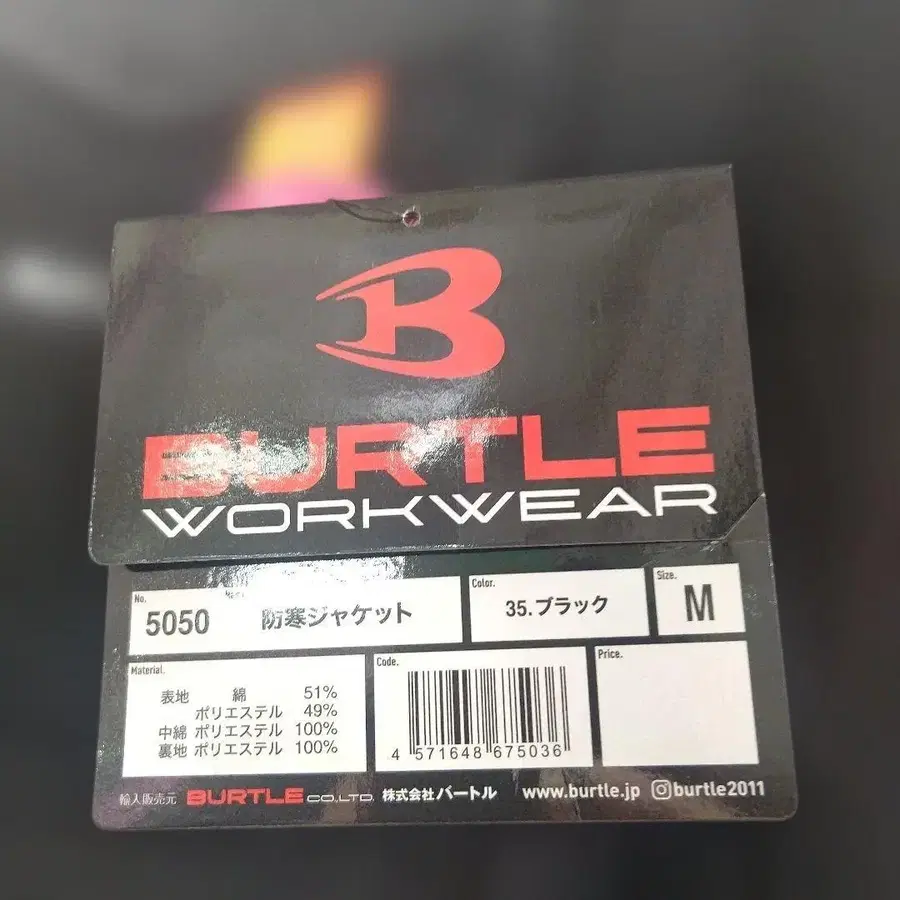 B
BURTLE
WORKWEAR
No. 5050
Name. 防寒ジャケット
Color. 35.ブラック
Size. M
Material.
表地 綿 51%
ポリエステル 49%
中綿 ポリエステル 100%
裏地 ポリエステル 100%
Code.
4 571648 675036
Price.
輸入販売元 BURTLE CO.,LTD. 株式会社バートル www.burtle.jp burtle2011